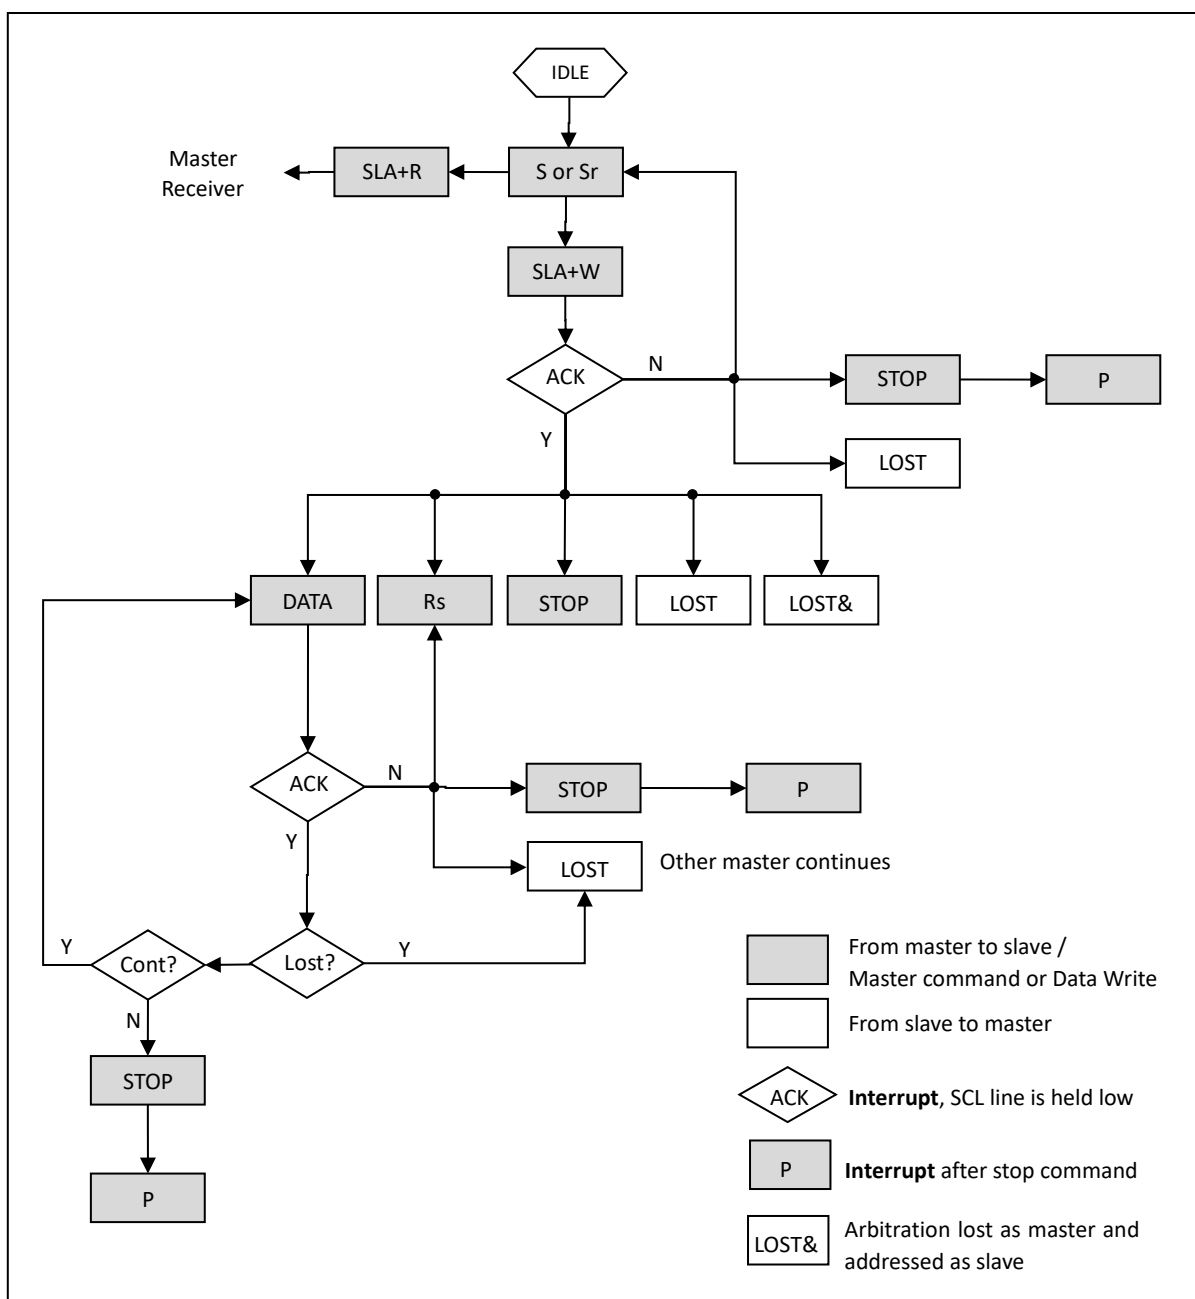 IDLE
Master
Receiver
SLA+R
S or Sr
SLA+W
ACK
N
STOP
P
Y
LOST
DATA
Rs
STOP
LOST
LOST&
ACK
N
STOP
P
Y
LOST
Other master continues
Y
Cont?
Lost?
Y
N
STOP
P
From master to slave /
Master command or Data Write
From slave to master
ACK
Interrupt, SCL line is held low
P
Interrupt after stop command
LOST&
Arbitration lost as master and
addressed as slave